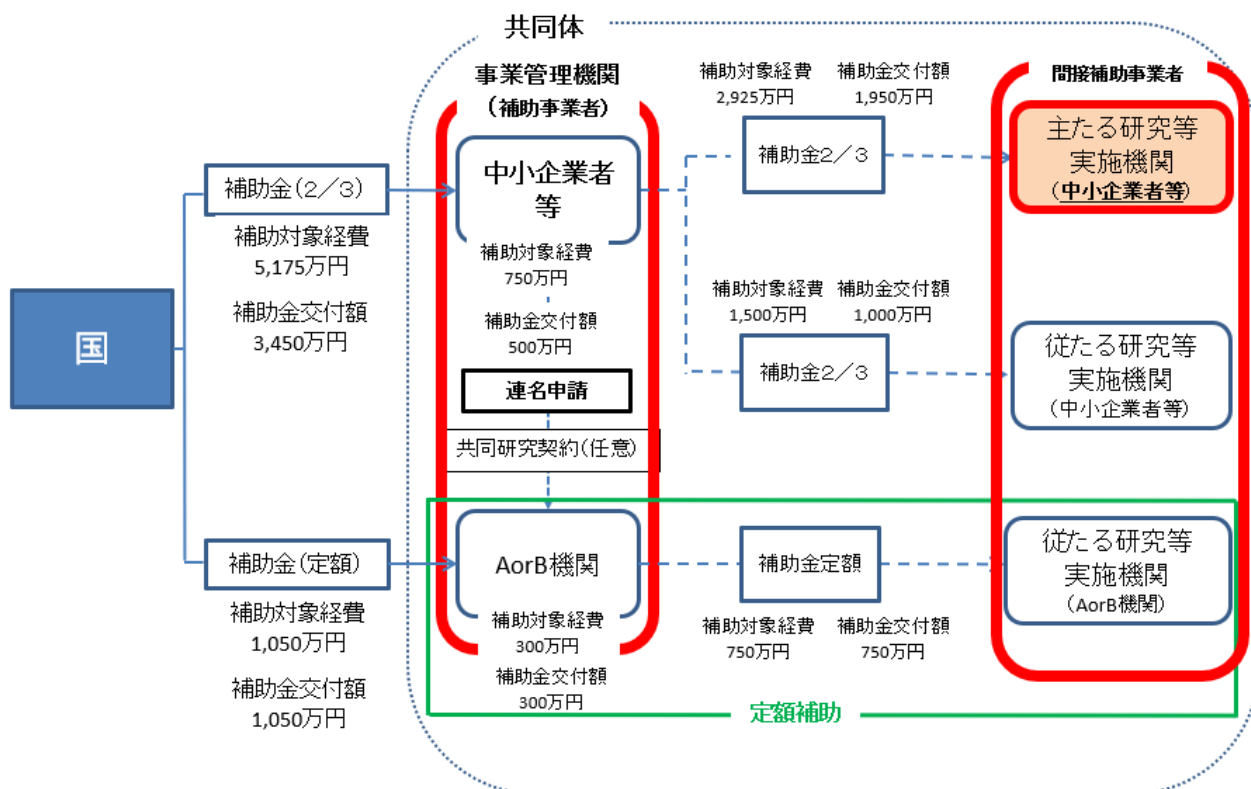 共同体
事業管理機関
(補助事業者)
補助対象経費
2,925万円
補助金交付額
1,950万円
間接補助事業者
中小企業者
等
補助金2/3
主たる研究等
実施機関
(中小企業者等)
補助金(2/3)
補助対象経費
5,175万円
補助金交付額
3,450万円
補助対象経費
750万円
補助金交付額
500万円
国
補助対象経費
1,500万円
補助金交付額
1,000万円
補助金2/3
従たる研究等
実施機関
(中小企業者等)
連名申請
共同研究契約(任意)
補助金(定額)
補助対象経費
1,050万円
補助金交付額
1,050万円
AorB機関
補助対象経費
300万円
補助金交付額
300万円
補助金定額
補助対象経費
750万円
補助金交付額
750万円
従たる研究等
実施機関
(AorB機関)
定額補助